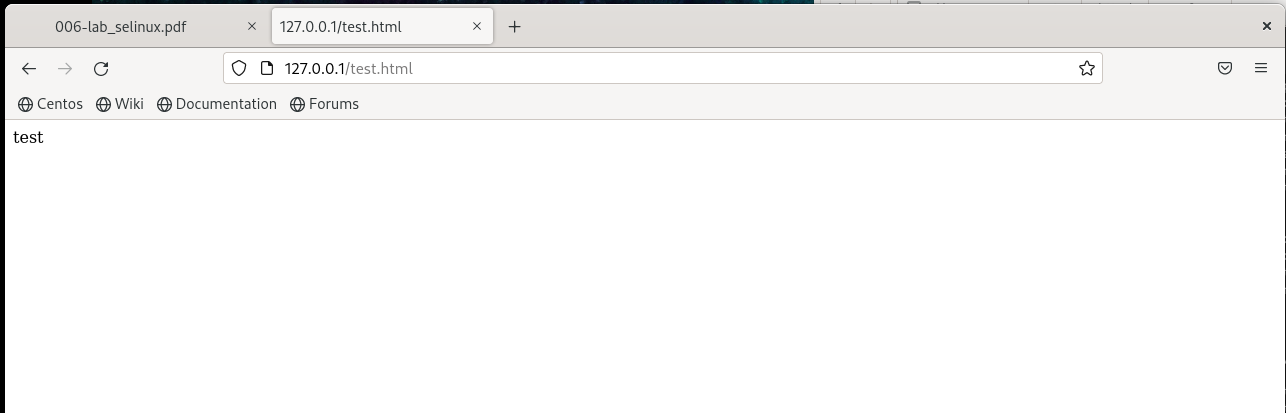 006-lab_selinux.pdf
127.0.0.1/test.html
127.0.0.1/test.html
Centos Wiki Documentation Forums
test